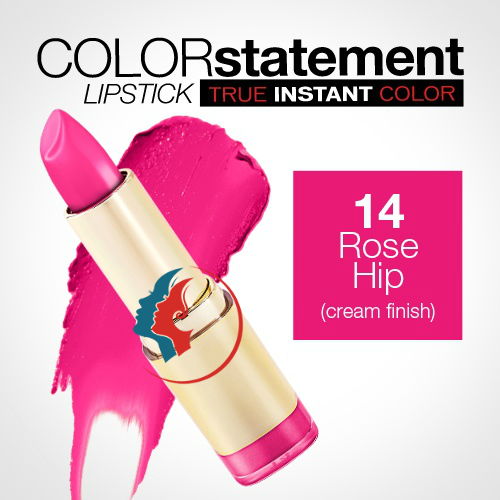 COLORstatement
LIPSTICK TRUE INSTANT COLOR
14
Rose
Hip
(cream finish)